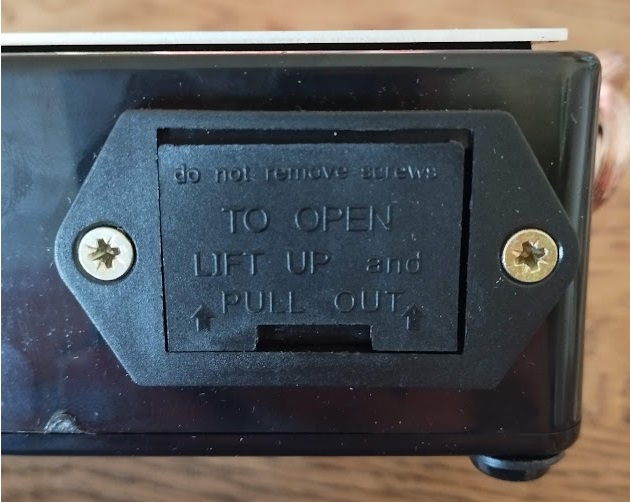 do not remove screws
TO OPEN
LIFT UP and
↑ PULL OUT ↑